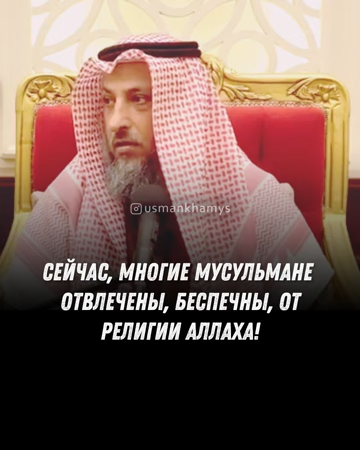 usmankhamys
СЕЙЧАС, МНОГИЕ МУСУЛЬМАНЕ
ОТВЛЕЧЕНЫ, БЕСПЕЧНЫ, ОТ
РЕЛИГИИ АЛЛАХА!